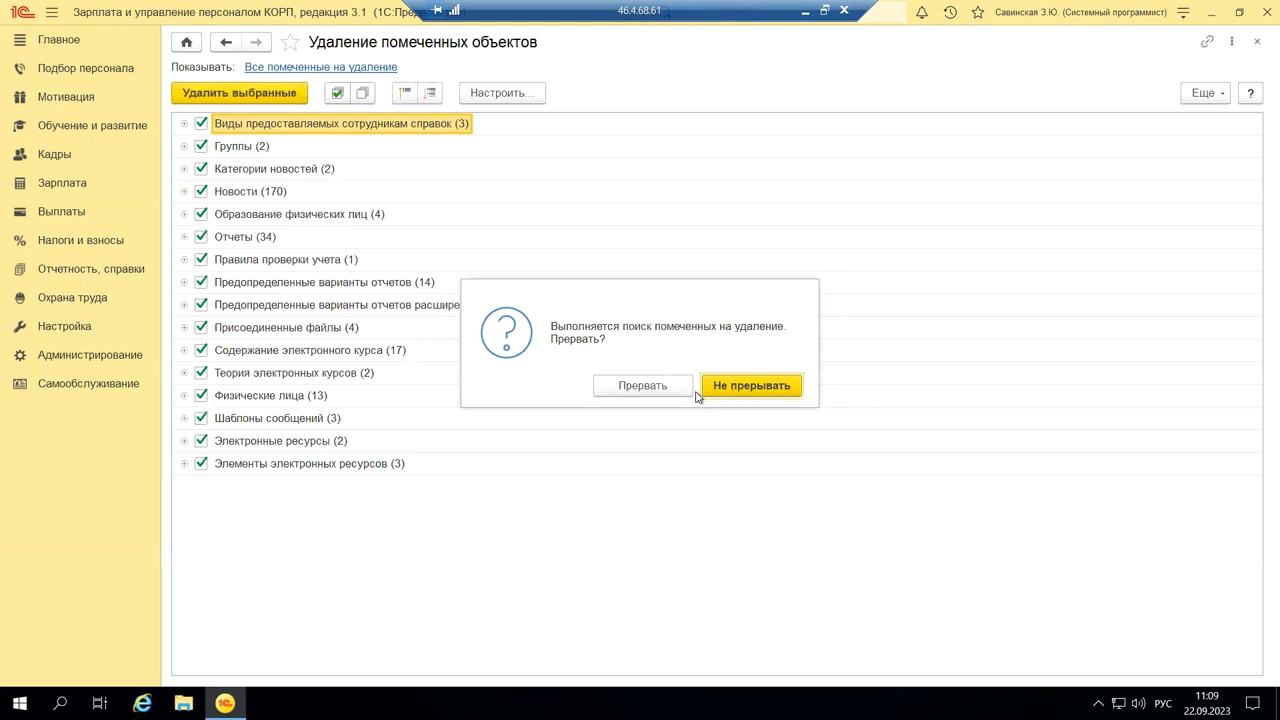 Зарплата и управление персоналом КОРП, редакция 3.1 (1С:Пред
46.4.68.61
Савинская З.Ю. (Системный программист)
Главное
Подбор персонала
Мотивация
Обучение и развитие
Кадры
Зарплата
Выплаты
Налоги и взносы
Отчетность, справки
Охрана труда
Настройка
Администрирование
Самообслуживание
Удаление помеченных объектов
Показывать: Все помеченные на удаление
Удалить выбранные
Настроить...
Еще
?
Виды предоставляемых сотрудникам справок (3)
Группы (2)
Категории новостей (2)
Новости (170)
Образование физических лиц (4)
Отчеты (34)
Правила проверки учета (1)
Предопределенные варианты отчетов (14)
Предопределенные варианты отчетов расшире
Присоединенные файлы (4)
Содержание электронного курса (17)
Теория электронных курсов (2)
Физические лица (13)
Шаблоны сообщений (3)
Электронные ресурсы (2)
Элементы электронных ресурсов (3)
Выполняется поиск помеченных на удаление.
Прервать?
Прервать
Не прерывать
РУС
11:09
22.09.2023